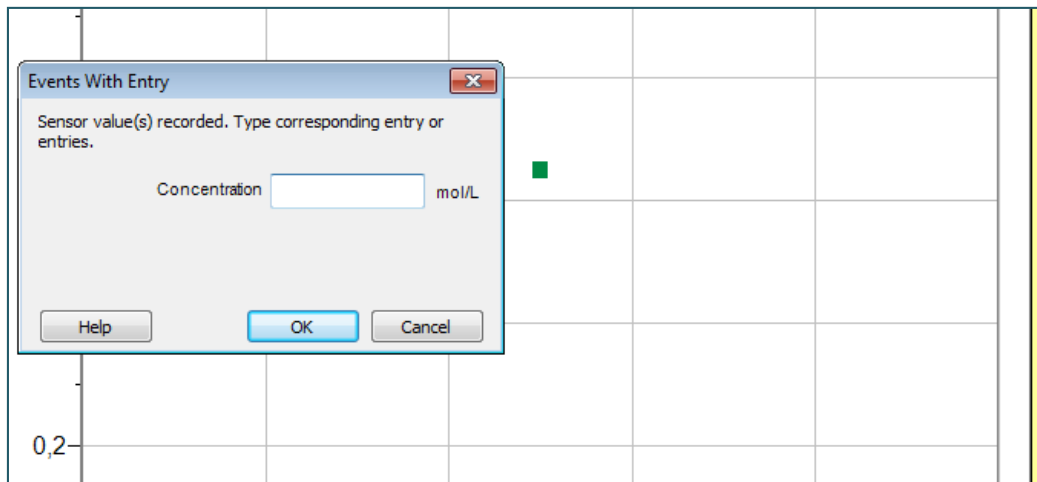 Events With Entry
Sensor value(s) recorded. Type corresponding entry or
entries.
Concentration mol/L
Help OK Cancel
0,2